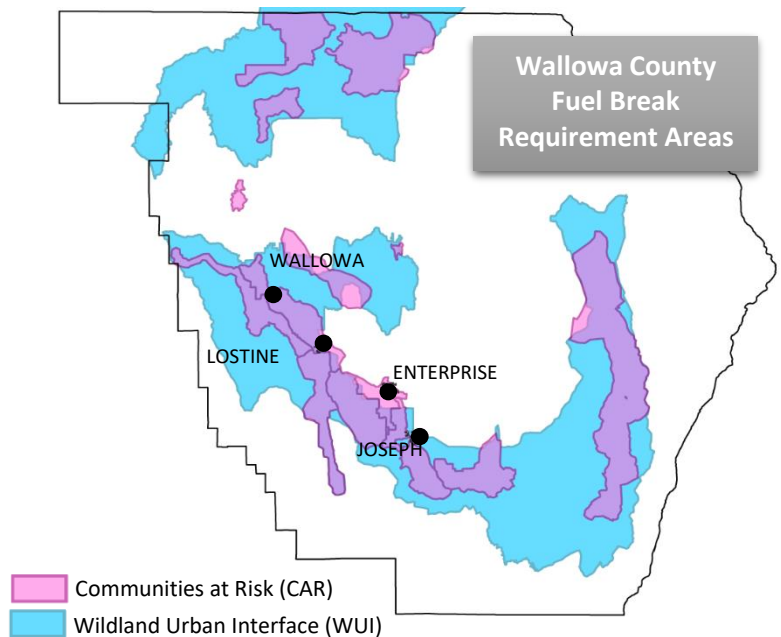 Wallowa County
Fuel Break
Requirement Areas
WALLOWA
LOSTINE
ENTERPRISE
JOSEPH
Communities at Risk (CAR)
Wildland Urban Interface (WUI)